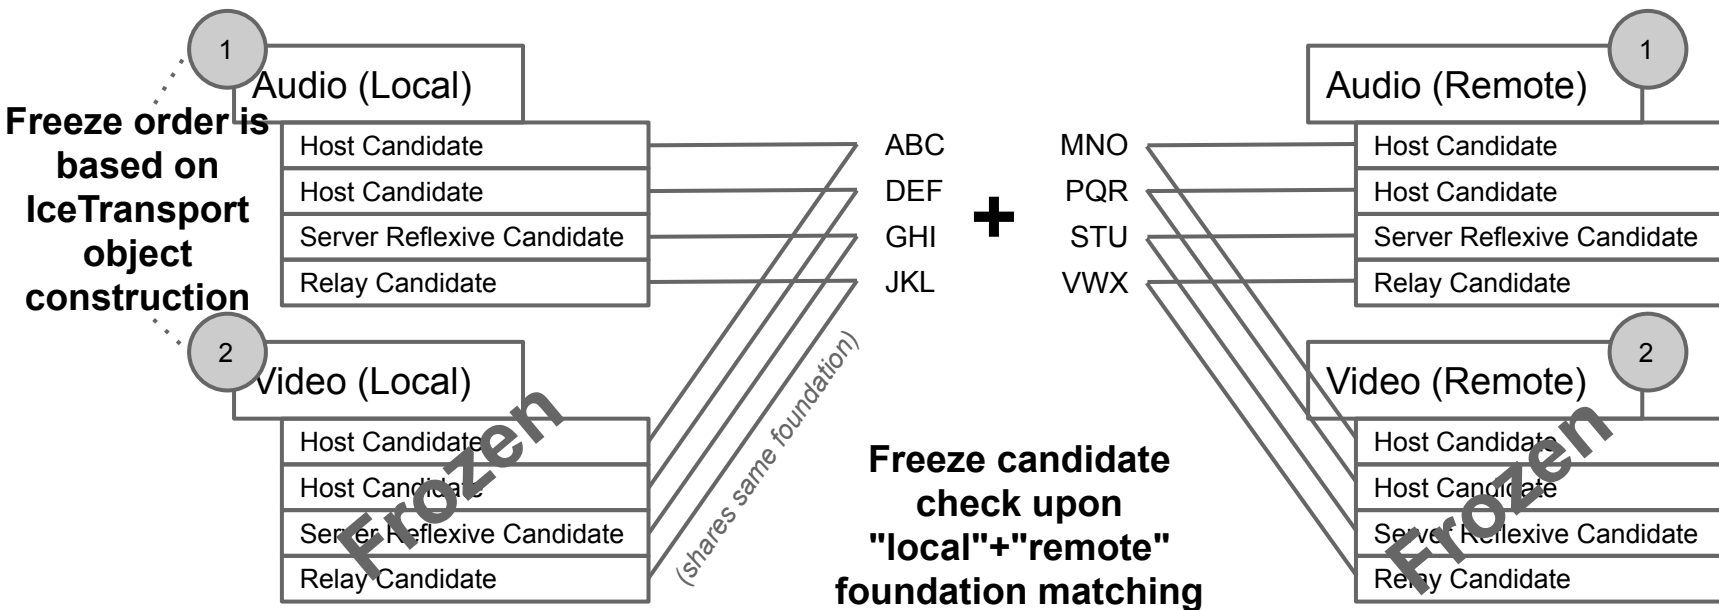 1
Audio (Local)
Freeze order is
based on
IceTransport
object
construction
Host Candidate
Host Candidate
Server Reflexive Candidate
Relay Candidate
2
Video (Local)
Host Candidate
Host Candidate
Server Reflexive Candidate
Relay Candidate
Frozen
ABC
DEF
GHI
JKL
(shares same foundation)
+
MNO
PQR
STU
VWX
Freeze candidate
check upon
"local"+"remote"
foundation matching
1
Audio (Remote)
Host Candidate
Host Candidate
Server Reflexive Candidate
Relay Candidate
2
Video (Remote)
Host Candidate
Host Candidate
Server Reflexive Candidate
Relay Candidate
Frozen